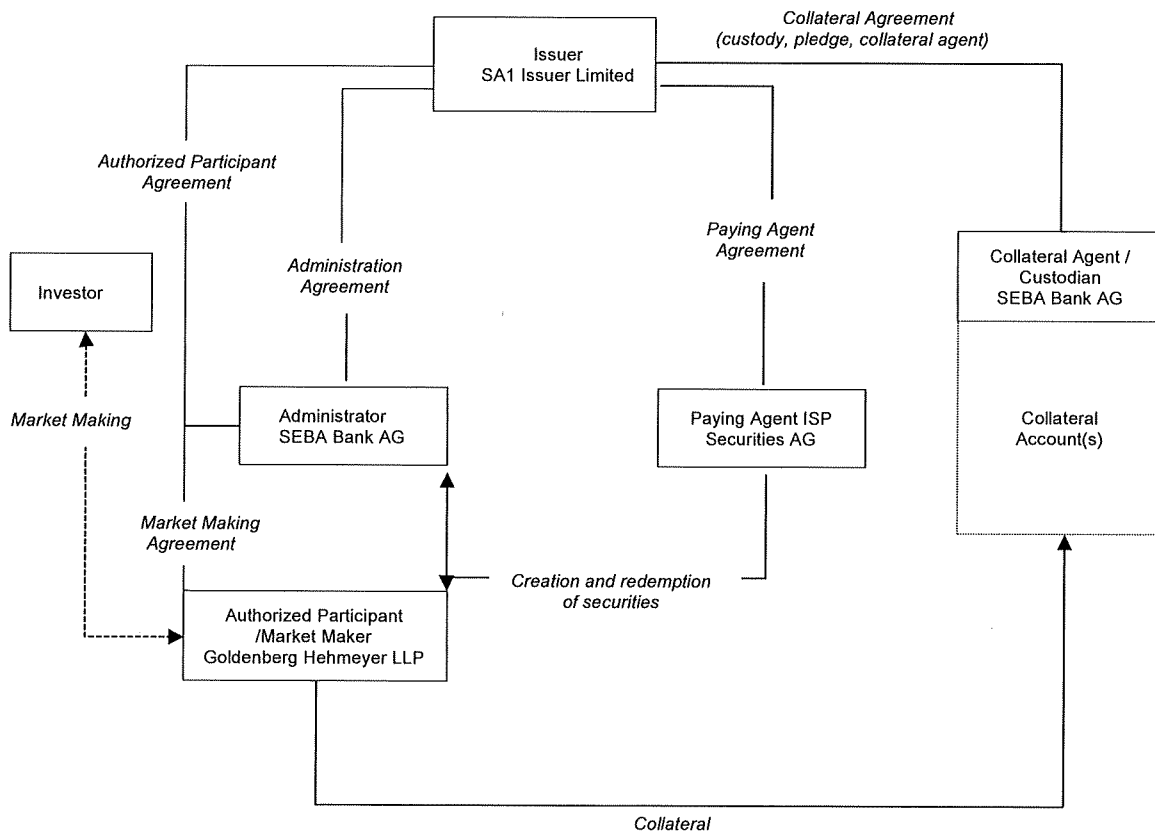 Collateral Agreement
(custody, pledge, collateral agent)
Issuer
SA1 Issuer Limited
Authorized Participant
Agreement
Administration
Agreement
Paying Agent
Agreement
Collateral Agent /
Custodian
SEBA Bank AG
Investor
Market Making
Administrator
SEBA Bank AG
Paying Agent ISP
Securities AG
Collateral
Account(s)
Market Making
Agreement
Creation and redemption
of securities
Authorized Participant
/Market Maker
Goldenberg Hehmeyer LLP
Collateral